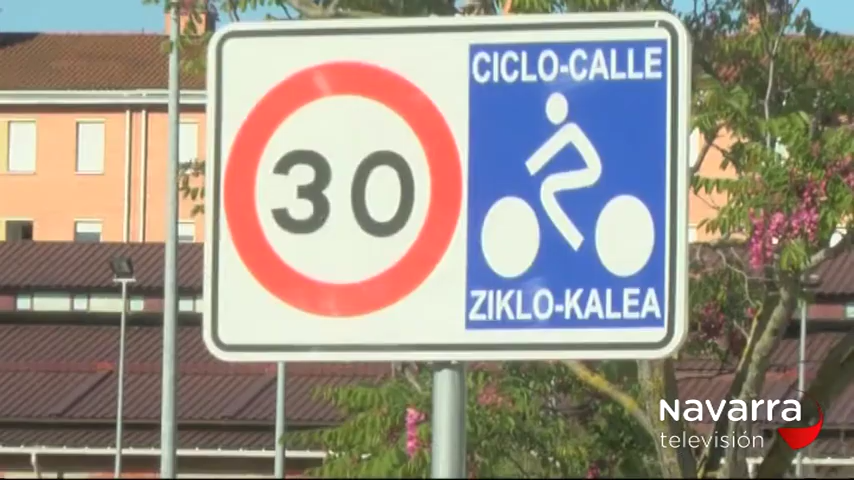 30
CICLO-CALLE
ZIKLO-KALEA
Navarra
televisión